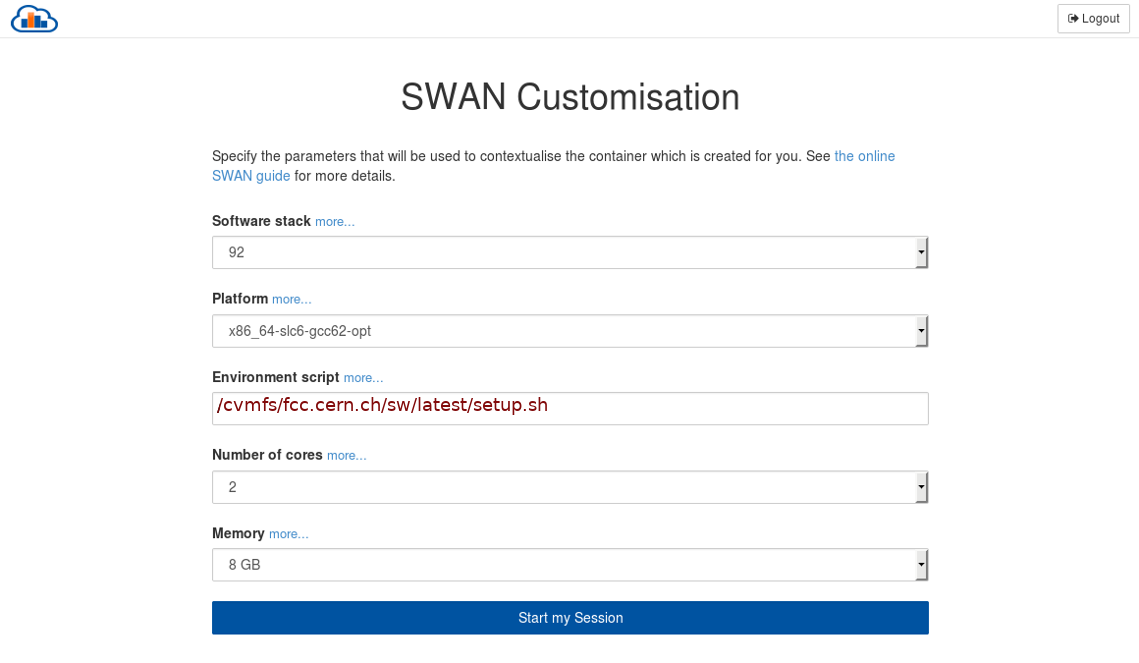 Logout
SWAN Customisation
Specify the parameters that will be used to contextualise the container which is created for you. See the online
SWAN guide for more details.
Software stack more...
92
Platform more...
x86_64-slc6-gcc62-opt
Environment script more...
/cvmfs/fcc.cern.ch/sw/latest/setup.sh
Number of cores more...
2
Memory more...
8 GB
Start my Session